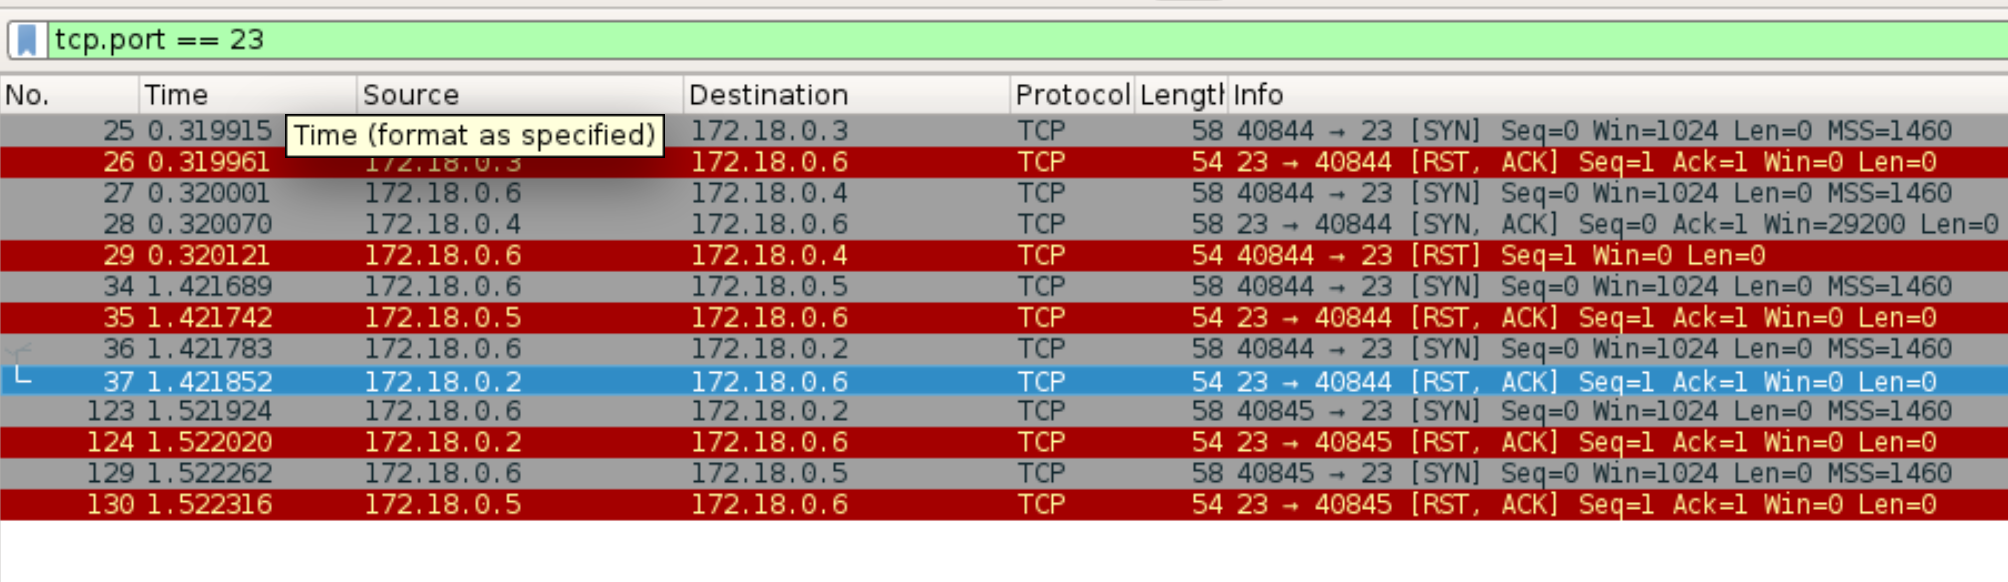 tcp.port == 23
No. Time Source Destination Protocol Length Info
25 0.319915 172.18.0.3 TCP 58 40844 → 23 [SYN] Seq=0 Win=1024 Len=0 MSS=1460
Time (format as specified)
26 0.319961 172.18.0.3 172.18.0.6 TCP 54 23 → 40844 [RST, ACK] Seq=1 Ack=1 Win=0 Len=0
27 0.320001 172.18.0.6 172.18.0.4 TCP 58 40844 → 23 [SYN] Seq=0 Win=1024 Len=0 MSS=1460
28 0.320070 172.18.0.4 172.18.0.6 TCP 58 23 → 40844 [SYN, ACK] Seq=0 Ack=1 Win=29200 Len=0
29 0.320121 172.18.0.6 172.18.0.4 TCP 54 40844 → 23 [RST] Seq=1 Win=0 Len=0
34 1.421689 172.18.0.6 172.18.0.5 TCP 58 40844 → 23 [SYN] Seq=0 Win=1024 Len=0 MSS=1460
35 1.421742 172.18.0.5 172.18.0.6 TCP 54 23 → 40844 [RST, ACK] Seq=1 Ack=1 Win=0 Len=0
36 1.421783 172.18.0.6 172.18.0.2 TCP 58 40844 → 23 [SYN] Seq=0 Win=1024 Len=0 MSS=1460
37 1.421852 172.18.0.2 172.18.0.6 TCP 54 23 → 40844 [RST, ACK] Seq=1 Ack=1 Win=0 Len=0
123 1.521924 172.18.0.6 172.18.0.2 TCP 58 40845 → 23 [SYN] Seq=0 Win=1024 Len=0 MSS=1460
124 1.522020 172.18.0.2 172.18.0.6 TCP 54 23 → 40845 [RST, ACK] Seq=1 Ack=1 Win=0 Len=0
129 1.522262 172.18.0.6 172.18.0.5 TCP 58 40845 → 23 [SYN] Seq=0 Win=1024 Len=0 MSS=1460
130 1.522316 172.18.0.5 172.18.0.6 TCP 54 23 → 40845 [RST, ACK] Seq=1 Ack=1 Win=0 Len=0